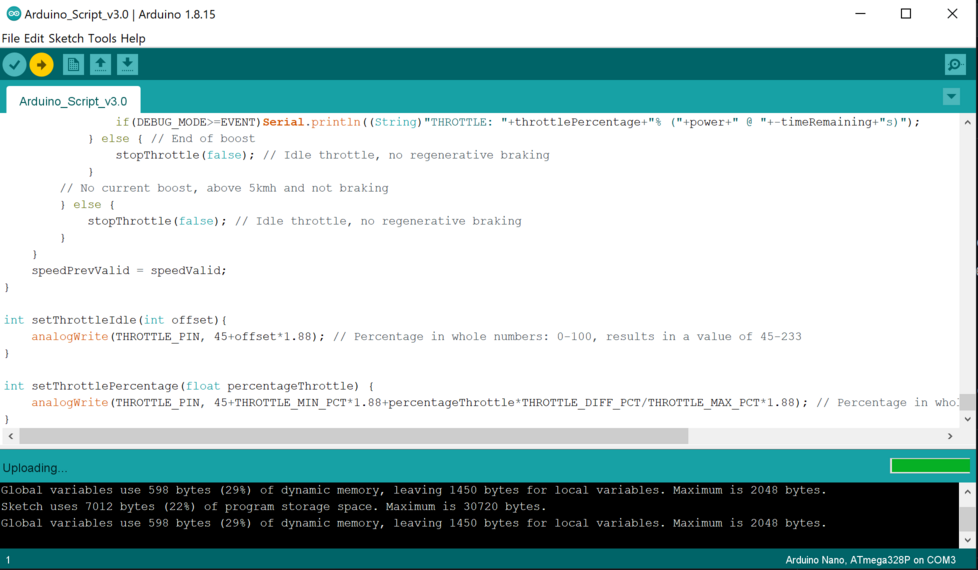 Arduino_Script_v3.0 | Arduino 1.8.15
File Edit Sketch Tools Help
Arduino_Script_v3.0
if(DEBUG_MODE>=EVENT)Serial.println((String)"THROTTLE: "+throttlePercentage+"% ("+power+" @ "+-timeRemaining+"s)");
} else { // End of boost
stopThrottle(false); // Idle throttle, no regenerative braking
}
// No current boost, above 5kmh and not braking
} else {
stopThrottle(false); // Idle throttle, no regenerative braking
}
}
speedPrevValid = speedValid;
}
int setThrottleIdle(int offset){
analogWrite(THROTTLE_PIN, 45+offset*1.88); // Percentage in whole numbers: 0-100, results in a value of 45-233
}
int setThrottlePercentage(float percentageThrottle) {
analogWrite(THROTTLE_PIN, 45+THROTTLE_MIN_PCT*1.88+percentageThrottle*THROTTLE_DIFF_PCT/THROTTLE_MAX_PCT*1.88); // Percentage in who
}
Uploading...
Global variables use 598 bytes (29%) of dynamic memory, leaving 1450 bytes for local variables. Maximum is 2048 bytes.
Sketch uses 7012 bytes (22%) of program storage space. Maximum is 30720 bytes.
Global variables use 598 bytes (29%) of dynamic memory, leaving 1450 bytes for local variables. Maximum is 2048 bytes.
1
Arduino Nano, ATmega328P on COM3